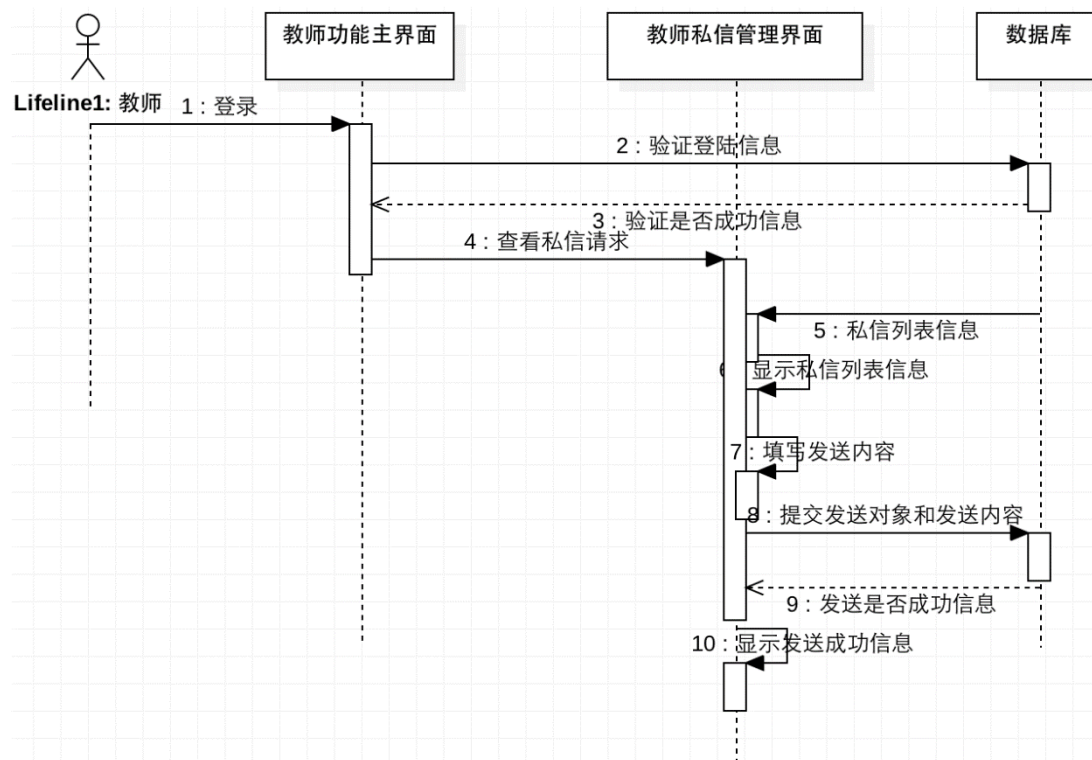 教师功能主界面
教师私信管理界面
数据库
Lifeline1: 教师
1 : 登录
2 : 验证登陆信息
3 : 验证是否成功信息
4 : 查看私信请求
5 : 私信列表信息
6 : 显示私信列表信息
7 : 填写发送内容
8 : 提交发送对象和发送内容
9 : 发送是否成功信息
10 : 显示发送成功信息